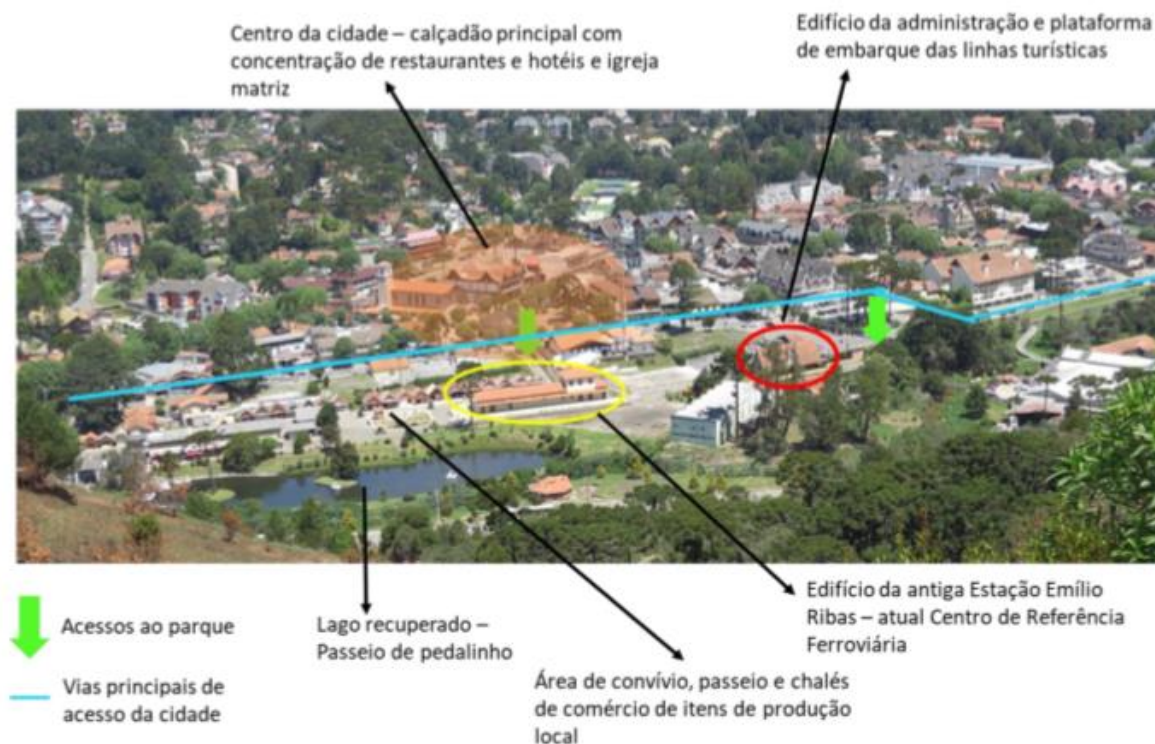 Centro da cidade – calçadão principal com
concentração de restaurantes e hotéis e igreja
matriz
Edifício da administração e plataforma
de embarque das linhas turísticas
Acessos ao parque
Vias principais de
acesso da cidade
Lago recuperado –
Passeio de pedalinho
Área de convívio, passeio e chalés
de comércio de itens de produção
local
Edifício da antiga Estação Emílio
Ribas – atual Centro de Referência
Ferroviária